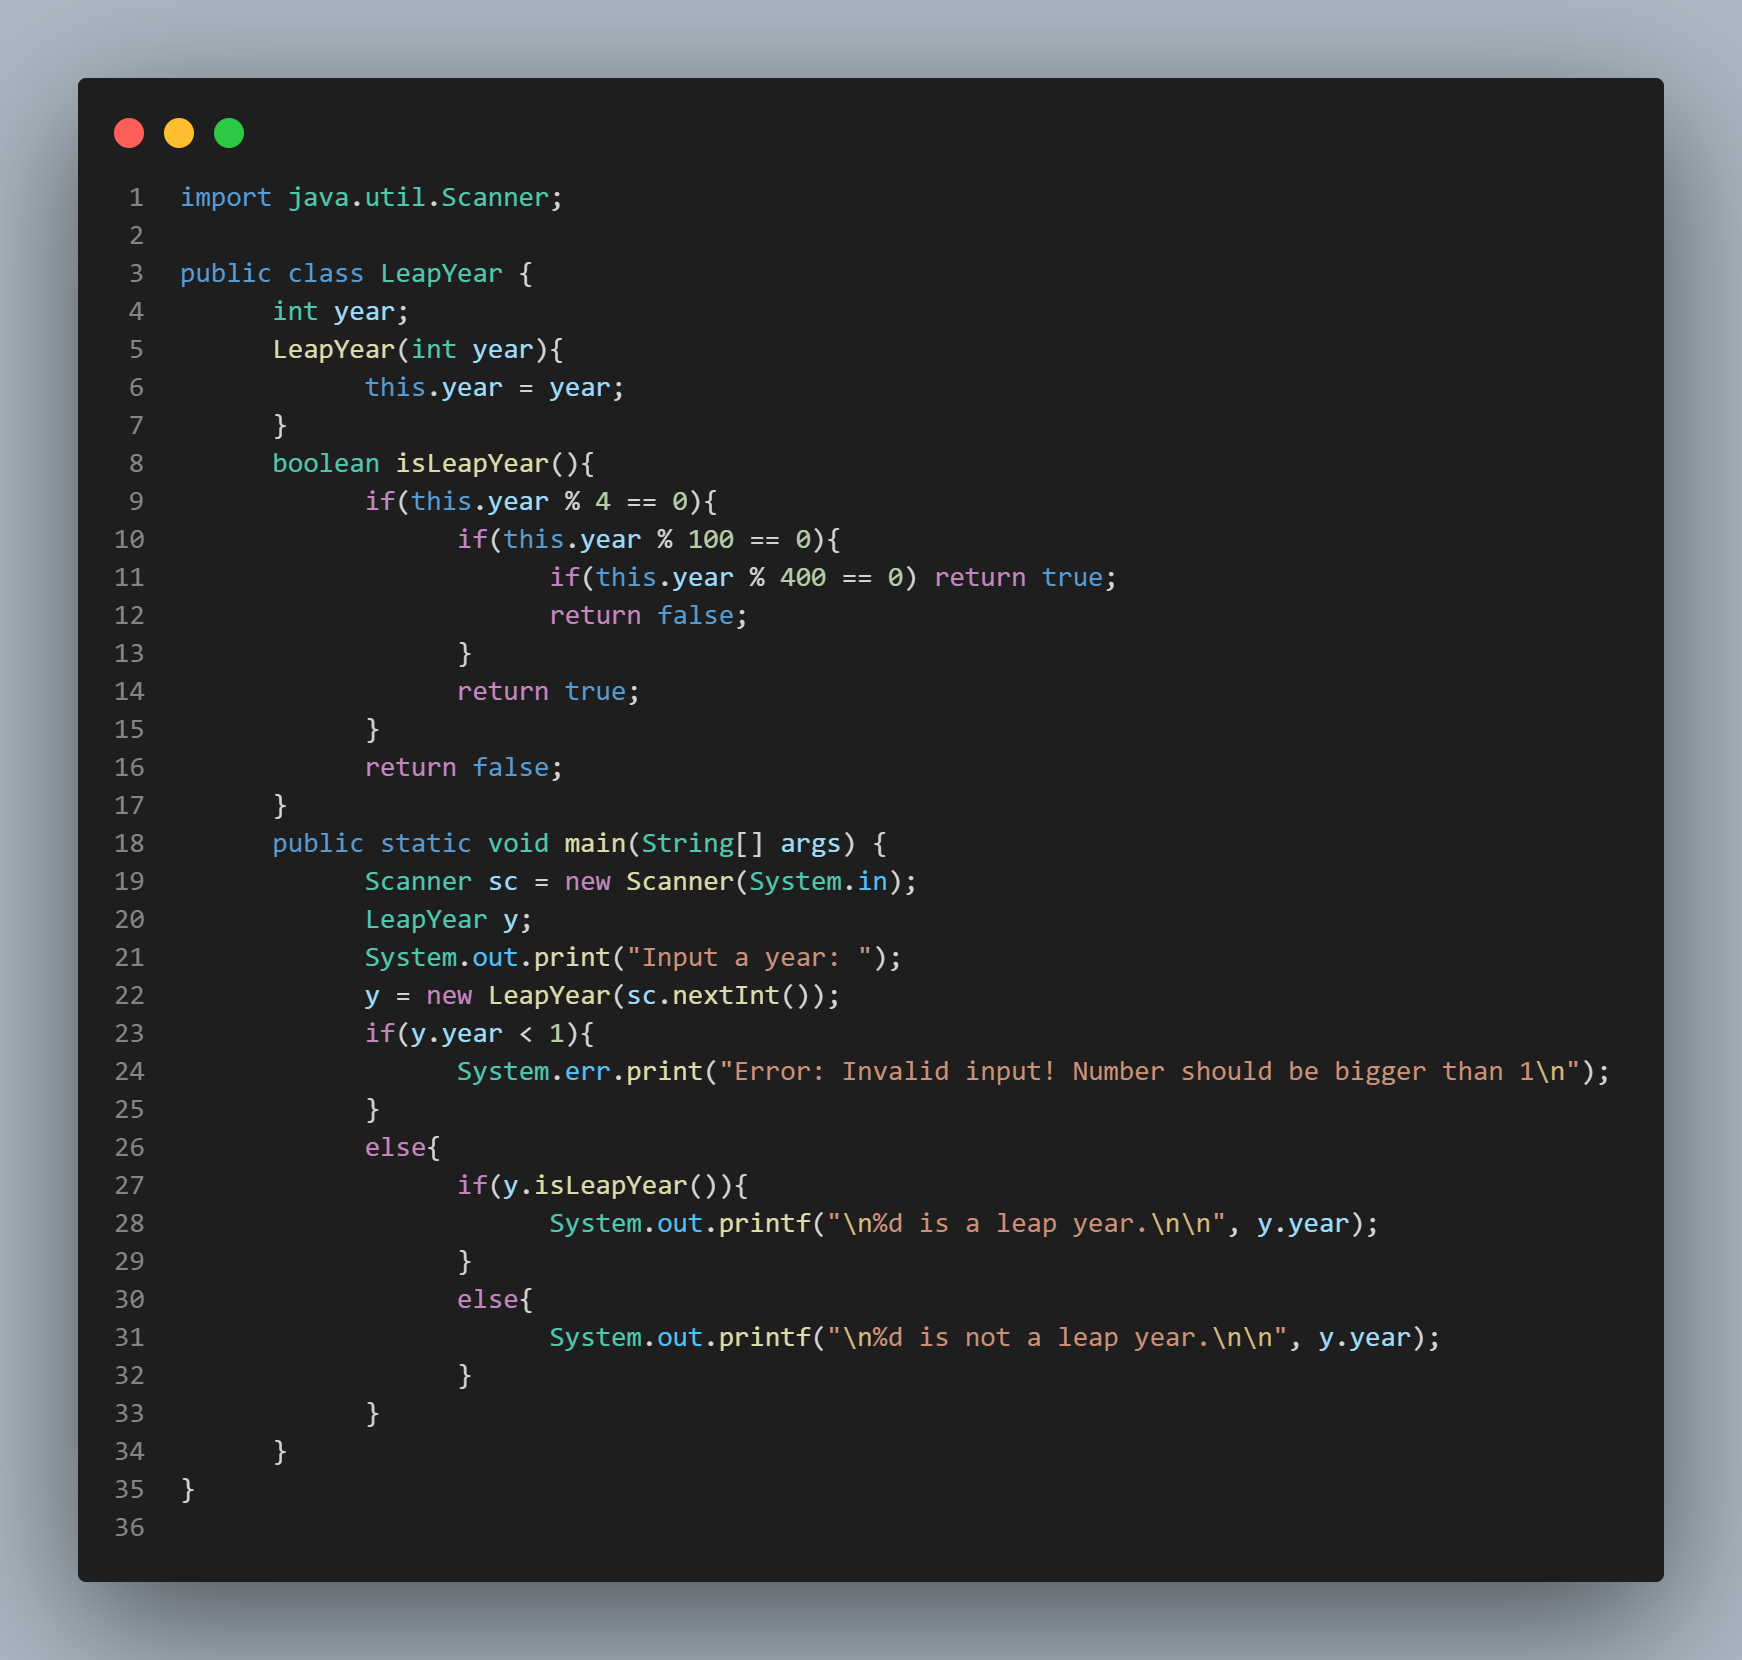 1 import java.util.Scanner;
2
3 public class LeapYear {
4       int year;
5       LeapYear(int year){
6             this.year = year;
7       }
8       boolean isLeapYear(){
9             if(this.year % 4 == 0){
10                   if(this.year % 100 == 0){
11                         if(this.year % 400 == 0) return true;
12                         return false;
13                   }
14                   return true;
15             }
16             return false;
17       }
18       public static void main(String[] args) {
19             Scanner sc = new Scanner(System.in);
20             LeapYear y;
21             System.out.print("Input a year: ");
22             y = new LeapYear(sc.nextInt());
23             if(y.year < 1){
24                   System.err.print("Error: Invalid input! Number should be bigger than 1\n");
25             }
26             else{
27                   if(y.isLeapYear()){
28                         System.out.printf("\n%d is a leap year.\n\n", y.year);
29                   }
30                   else{
31                         System.out.printf("\n%d is not a leap year.\n\n", y.year);
32                   }
33             }
34       }
35 }
36